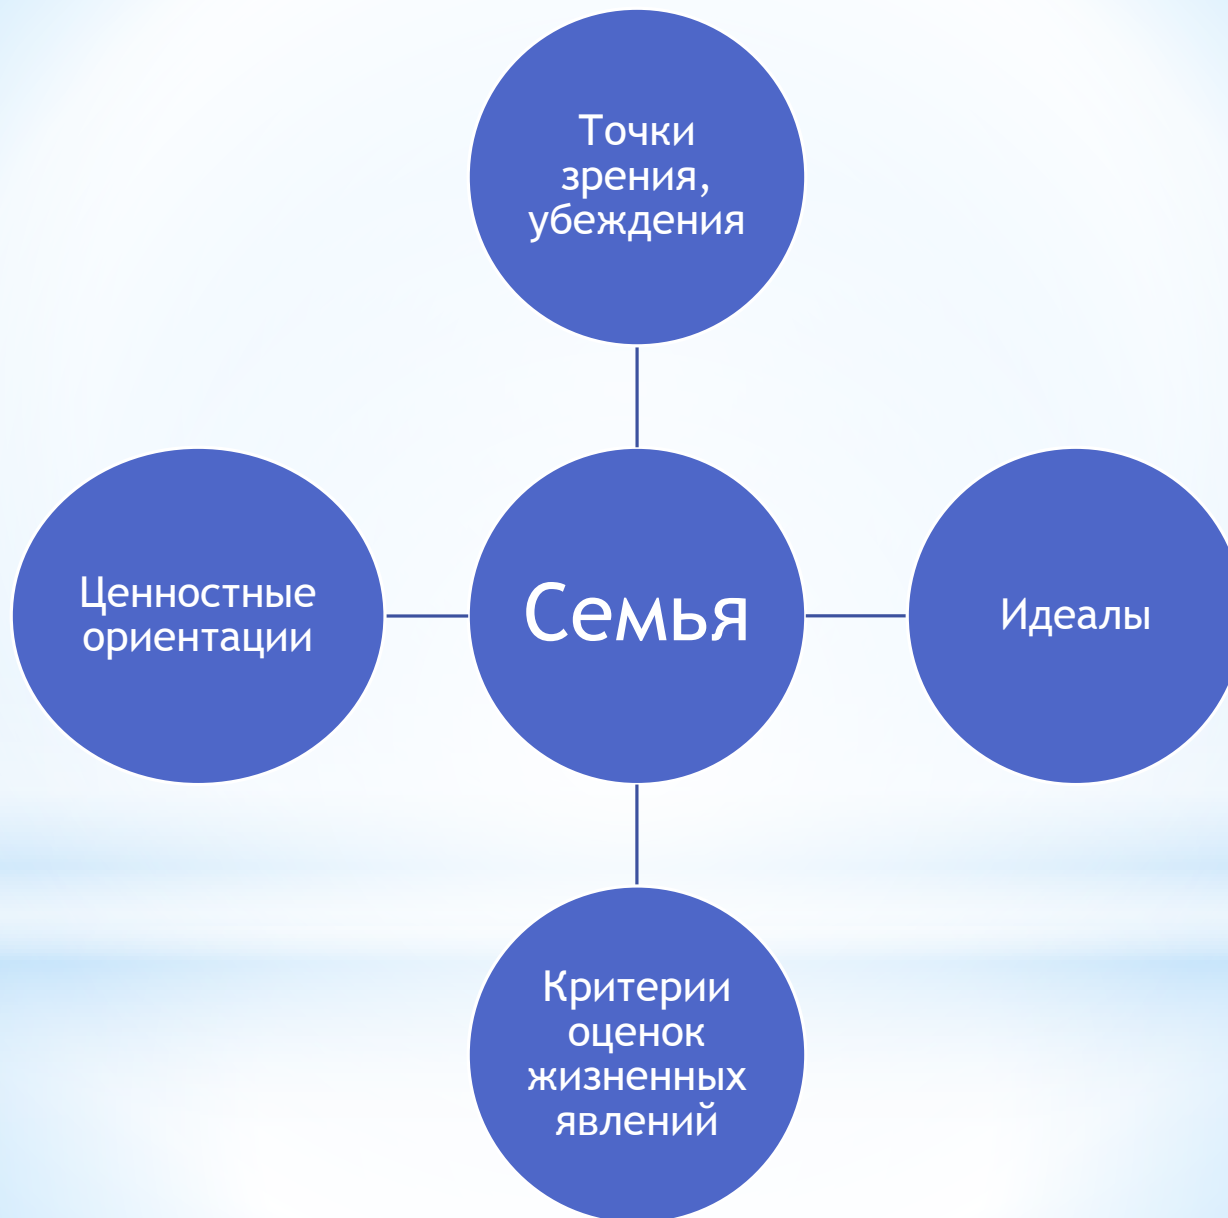 Точки
зрения,
убеждения
Ценностные
ориентации
Семья
Идеалы
Критерии
оценок
жизненных
явлений